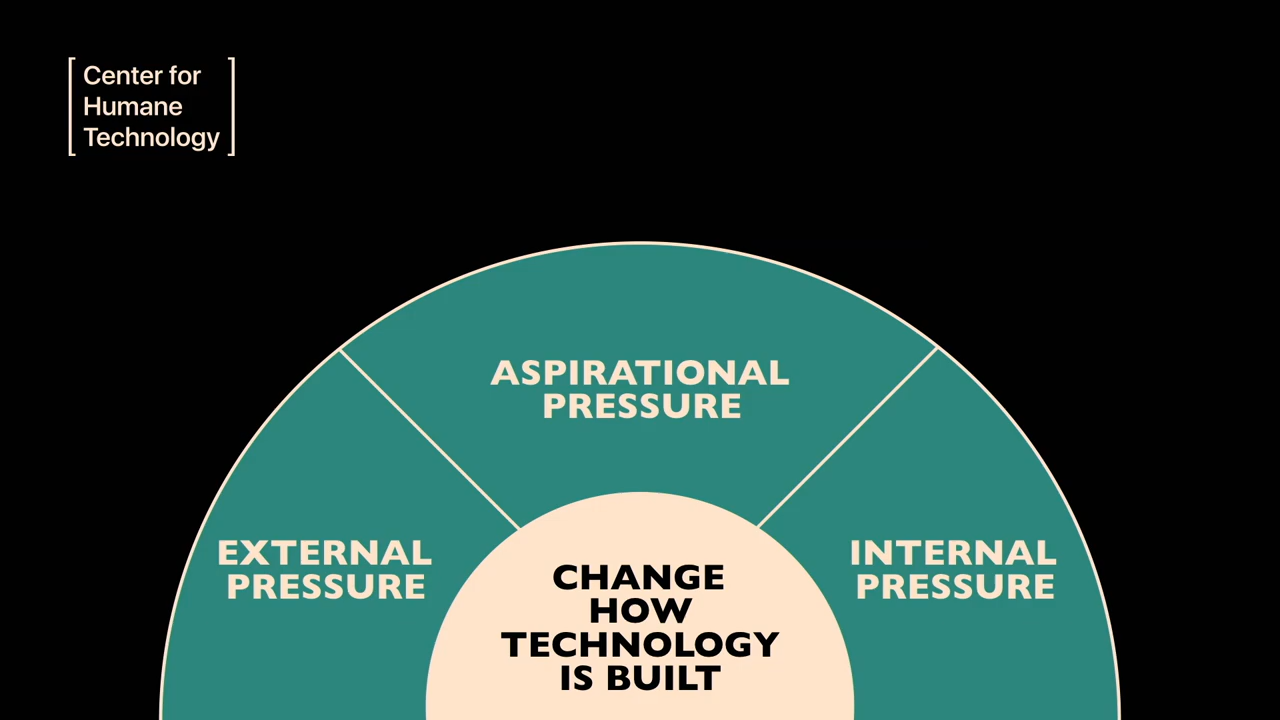 Center for
Humane
Technology
ASPIRATIONAL
PRESSURE
EXTERNAL
PRESSURE
INTERNAL
PRESSURE
CHANGE
HOW
TECHNOLOGY
IS BUILT